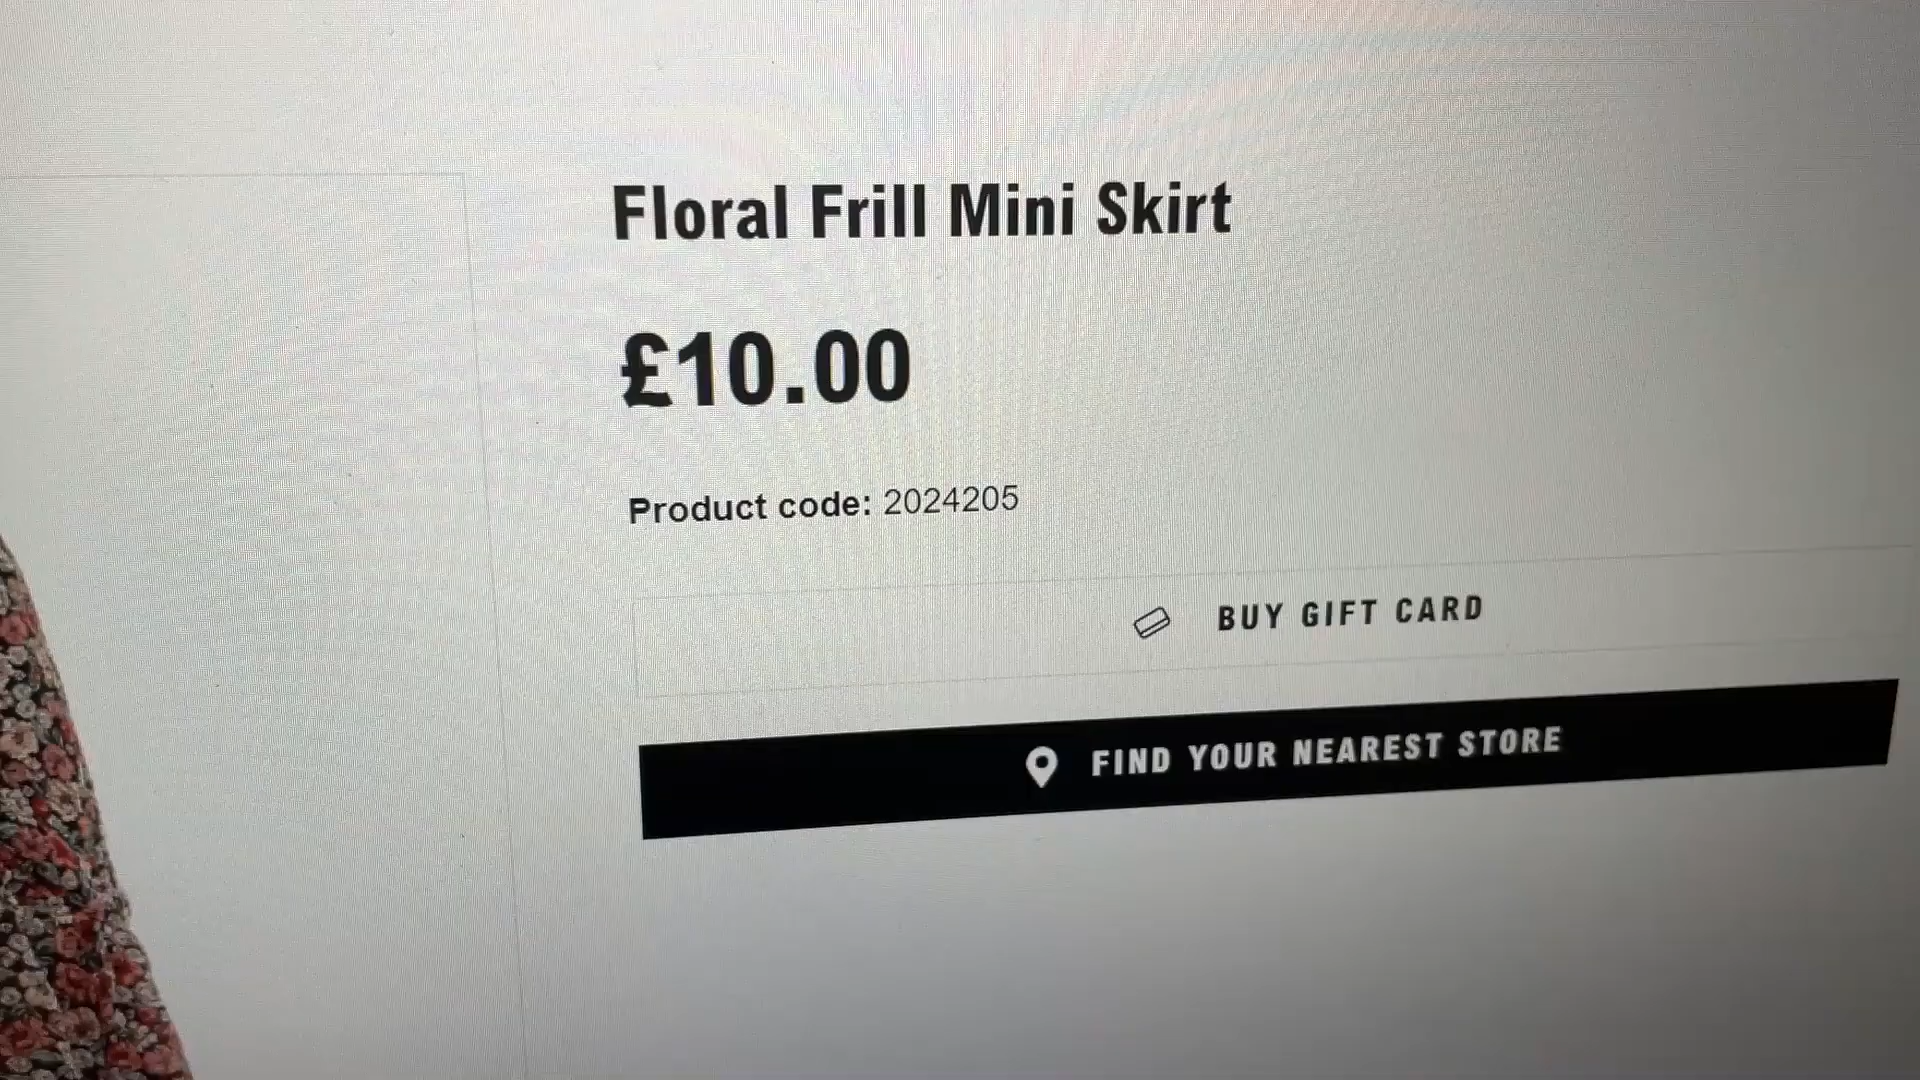 Floral Frill Mini Skirt
£10.00
Product code: 2024205
BUY GIFT CARD
FIND YOUR NEAREST STORE